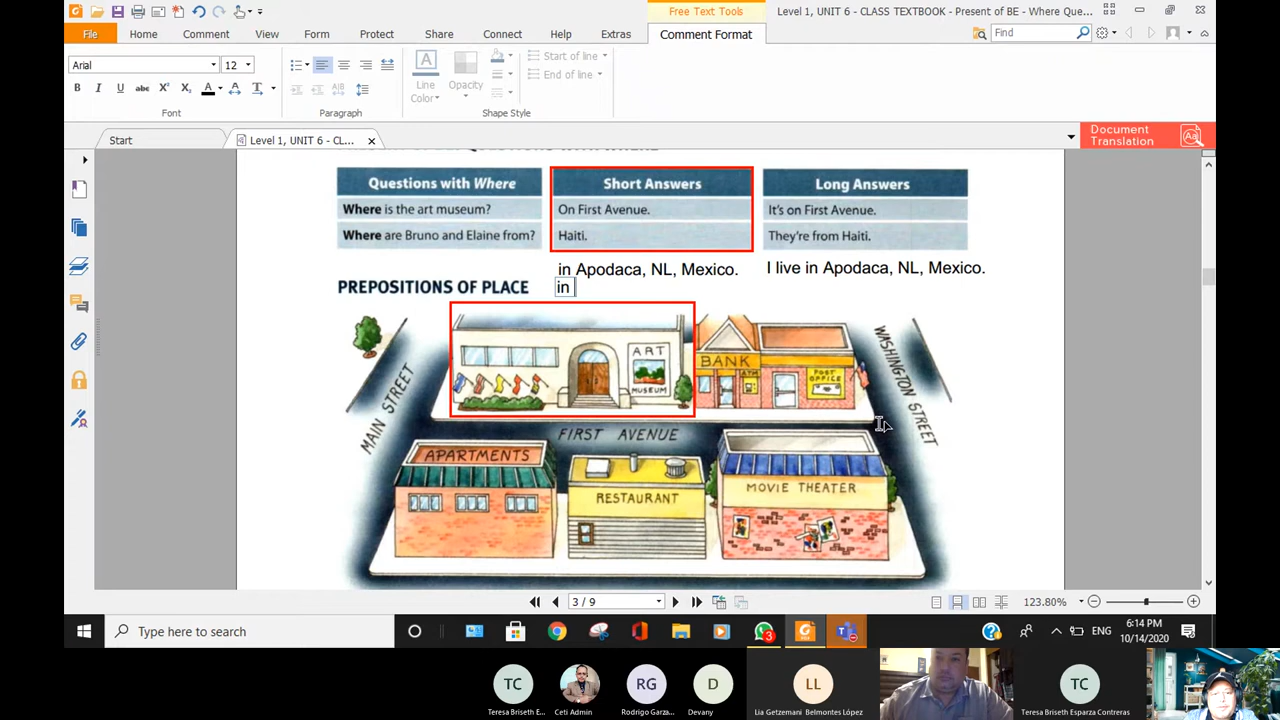 Free Text Tools
Level 1, UNIT 6 - CLASS TEXTBOOK - Present of BE - Where Que...
File Home Comment View Form Protect Share Connect Help Extras Comment Format
Find
Arial 12
Line Color
Opacity
Start of line
End of line
Font Paragraph Shape Style
Start
Level 1, UNIT 6 - CL...
Document Translation
Questions with Where Short Answers Long Answers
Where is the art museum? On First Avenue. It's on First Avenue.
Where are Bruno and Elaine from? Haiti. They're from Haiti.
in Apodaca, NL, Mexico. I live in Apodaca, NL, Mexico.
PREPOSITIONS OF PLACE in
ART MUSEUM
BANK
ATM
POST OFFICE
MAIN STREET
WASHINGTON STREET
FIRST AVENUE
APARTMENTS
RESTAURANT
MOVIE THEATER
3 / 9
123.80%
Type here to search
3
ENG
6:14 PM
10/14/2020
TC RG D LL TC
Teresa Briseth E... Ceti Admin Rodrigo Garza... Devany Lia Getzemani Belmontes López Teresa Briseth Esparza Contreras